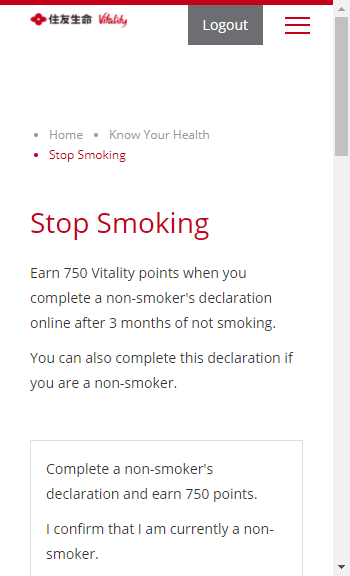 住友生命 Vitality
Logout
Home
Know Your Health
Stop Smoking
Stop Smoking
Earn 750 Vitality points when you
complete a non-smoker's declaration
online after 3 months of not smoking.
You can also complete this declaration if
you are a non-smoker.
Complete a non-smoker's
declaration and earn 750 points.
I confirm that I am currently a non-
smoker.